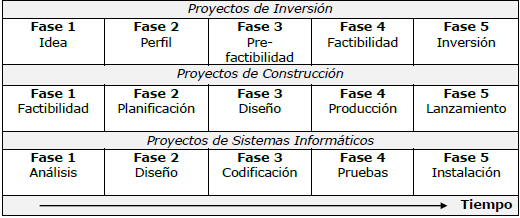 Proyectos de Inversión
Fase 1 Fase 2 Fase 3 Fase 4 Fase 5
Idea Perfil Pre-factibilidad Factibilidad Inversión
Proyectos de Construcción
Fase 1 Fase 2 Fase 3 Fase 4 Fase 5
Factibilidad Planificación Diseño Producción Lanzamiento
Proyectos de Sistemas Informáticos
Fase 1 Fase 2 Fase 3 Fase 4 Fase 5
Análisis Diseño Codificación Pruebas Instalación
Tiempo